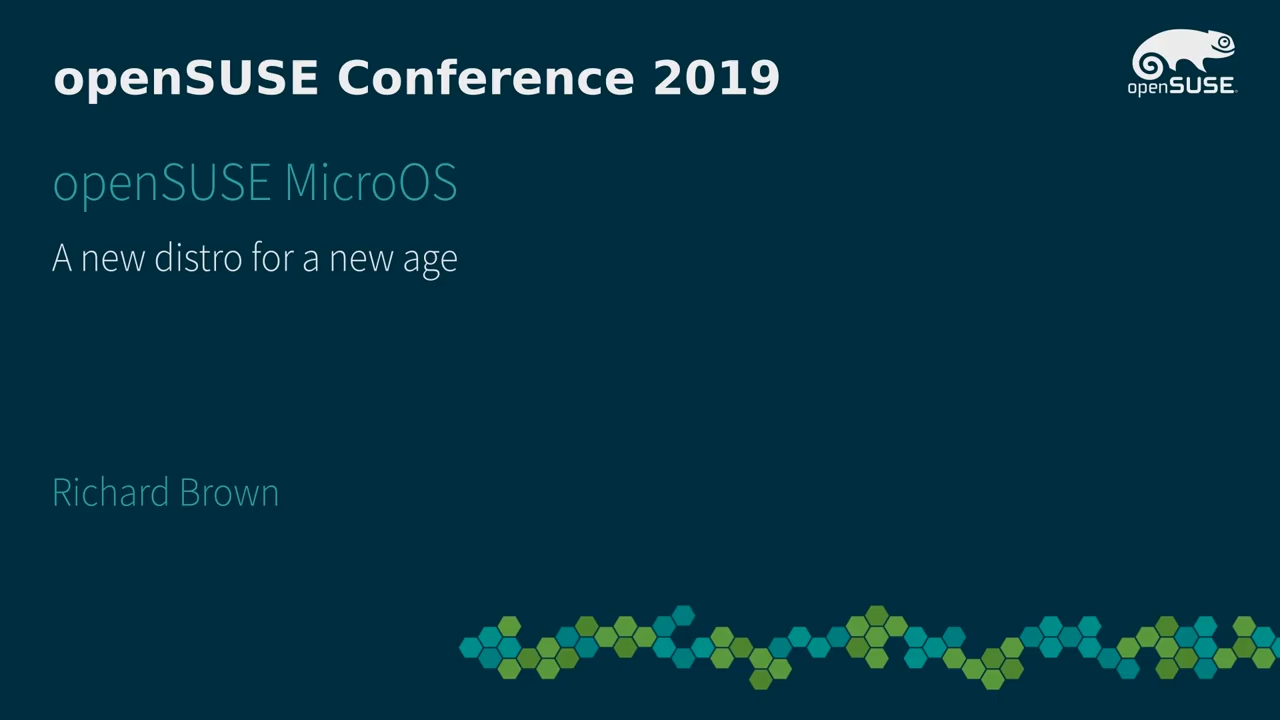 openSUSE Conference 2019
openSUSE
openSUSE MicroOS
A new distro for a new age
Richard Brown